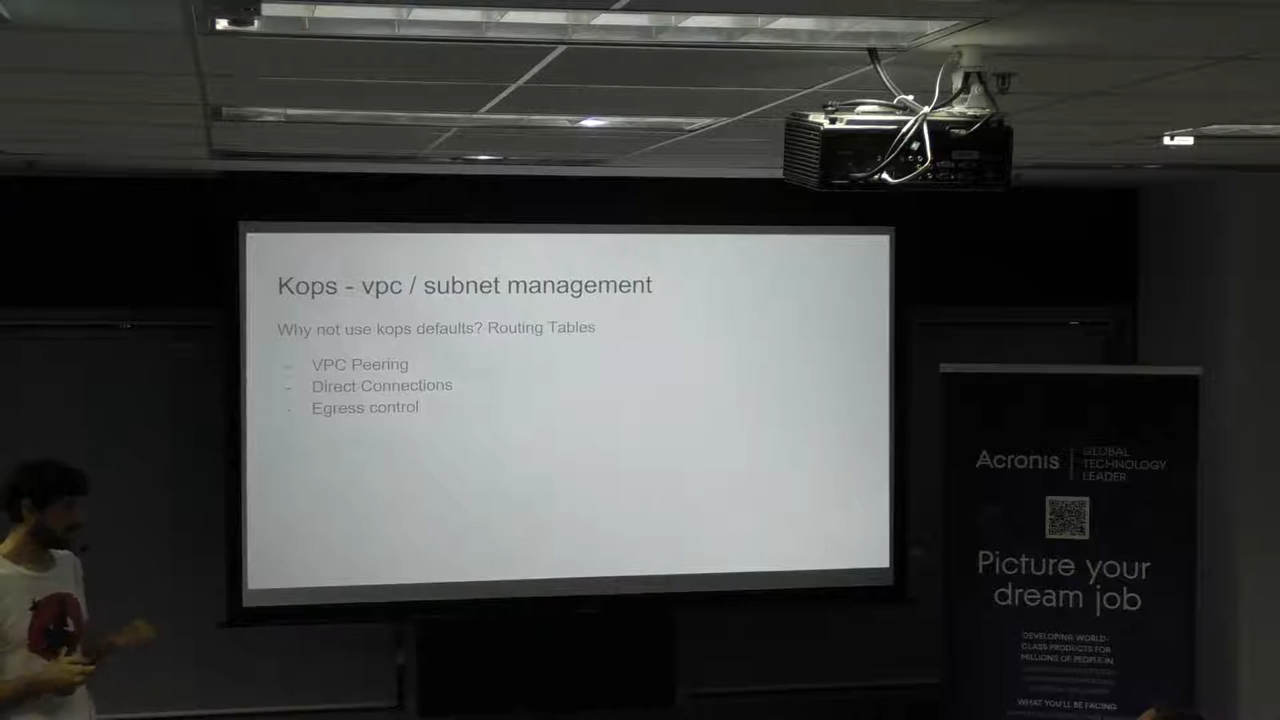 Kops - vpc / subnet management
Why not use kops defaults? Routing Tables
- VPC Peering
- Direct Connections
- Egress control
Acronis
GLOBAL
TECHNOLOGY
LEADER
Picture your
dream job
DEVELOPING WORLD-
CLASS PRODUCTS FOR
MILLIONS OF PEOPLE IN
WHAT YOU'LL BE FACING